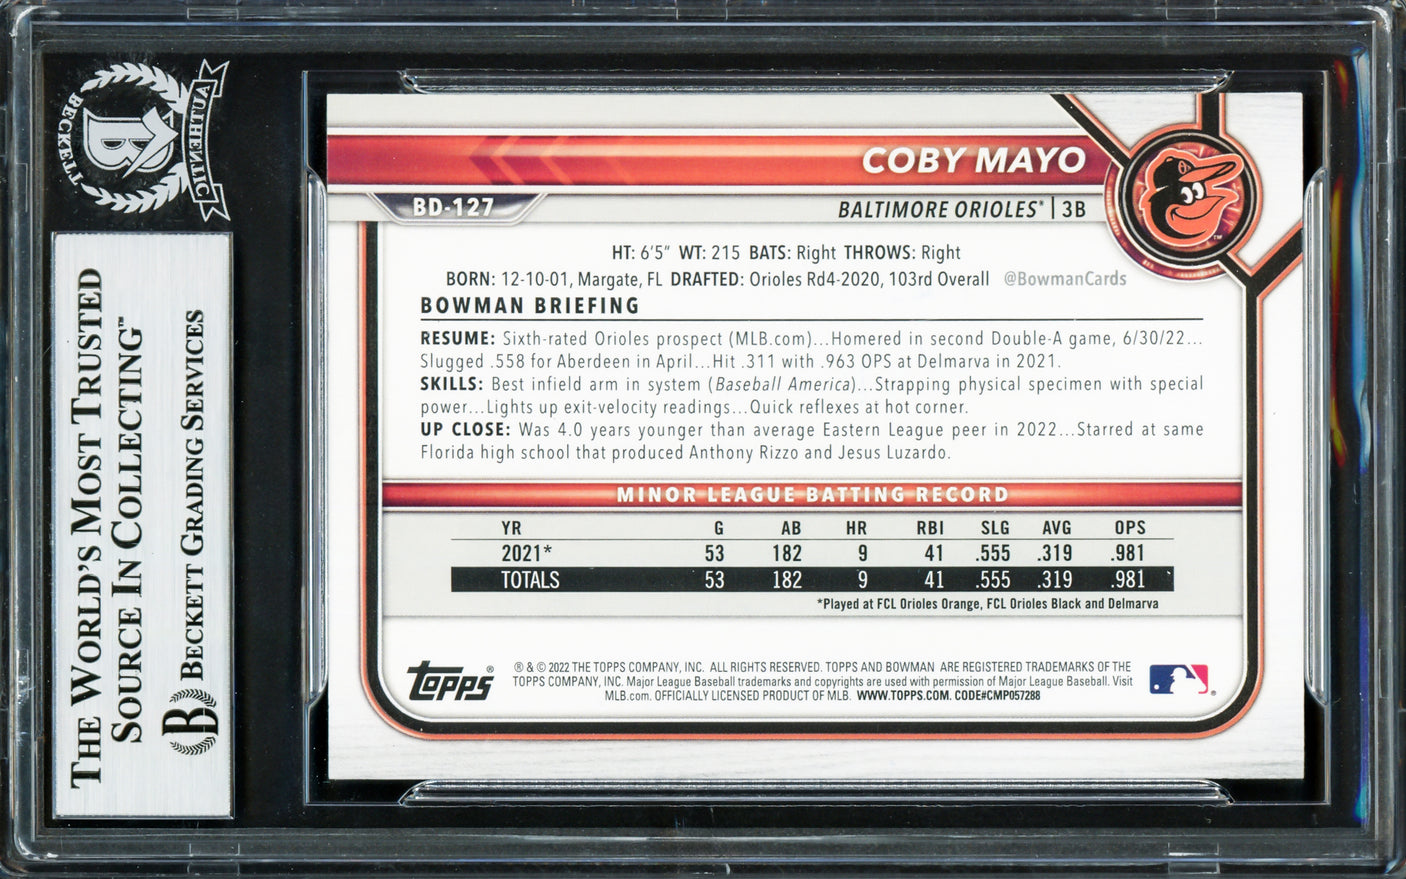 BECKETT AUTHENTIC
B
THE WORLD'S MOST TRUSTED
SOURCE IN COLLECTING™
B BECKETT GRADING SERVICES
COBY MAYO
BD-127
BALTIMORE ORIOLES® | 3B
HT: 6'5" WT: 215 BATS: Right THROWS: Right
BORN: 12-10-01, Margate, FL DRAFTED: Orioles Rd4-2020, 103rd Overall @BowmanCards
BOWMAN BRIEFING
RESUME: Sixth-rated Orioles prospect (MLB.com)...Homered in second Double-A game, 6/30/22...
Slugged .558 for Aberdeen in April...Hit .311 with .963 OPS at Delmarva in 2021.
SKILLS: Best infield arm in system (Baseball America)...Strapping physical specimen with special
power...Lights up exit-velocity readings...Quick reflexes at hot corner.
UP CLOSE: Was 4.0 years younger than average Eastern League peer in 2022...Starred at same
Florida high school that produced Anthony Rizzo and Jesus Luzardo.
MINOR LEAGUE BATTING RECORD
YR G AB HR RBI SLG AVG OPS
2021* 53 182 9 41 .555 .319 .981
TOTALS 53 182 9 41 .555 .319 .981
*Played at FCL Orioles Orange, FCL Orioles Black and Delmarva
TOPPS®
® & © 2022 THE TOPPS COMPANY, INC. ALL RIGHTS RESERVED. TOPPS AND BOWMAN ARE REGISTERED TRADEMARKS OF THE
TOPPS COMPANY, INC. Major League Baseball trademarks and copyrights are used with permission of Major League Baseball. Visit
MLB.com. OFFICIALLY LICENSED PRODUCT OF MLB. WWW.TOPPS.COM. CODE#CMP057288